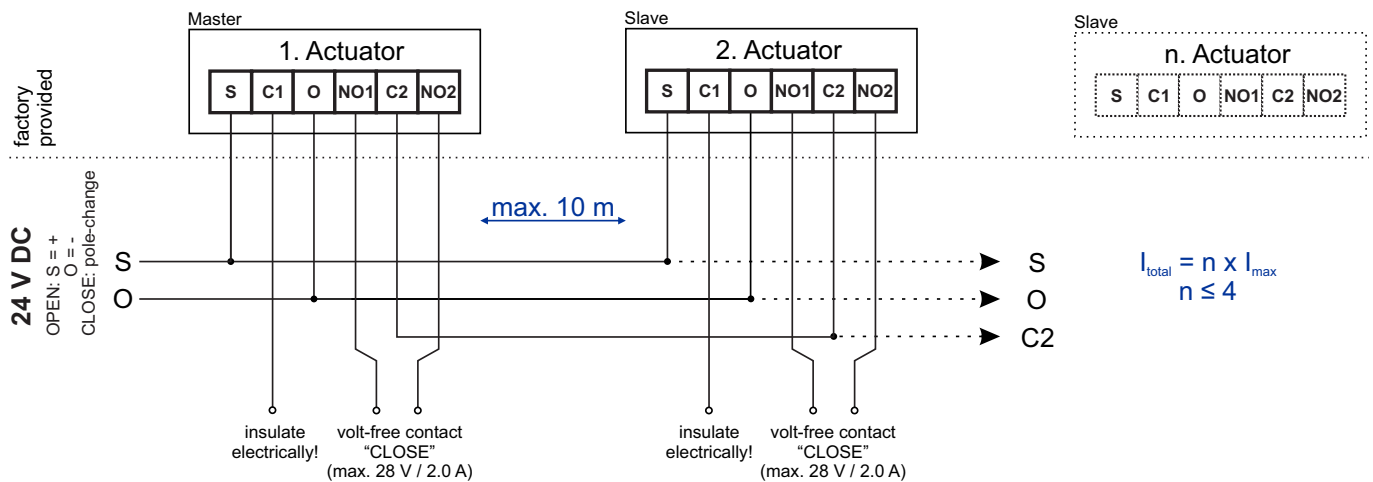 Master
1. Actuator
S C1 O NO1 C2 NO2
Slave
2. Actuator
S C1 O NO1 C2 NO2
Slave
n. Actuator
S C1 O NO1 C2 NO2
factory
provided
24 V DC
OPEN: S = +
O = -
CLOSE: pole-change
max. 10 m
S
O
S
O
C2
I total = n x I max
n ≤ 4
insulate
electrically!
volt-free contact
“CLOSE”
(max. 28 V / 2.0 A)
insulate
electrically!
volt-free contact
“CLOSE”
(max. 28 V / 2.0 A)